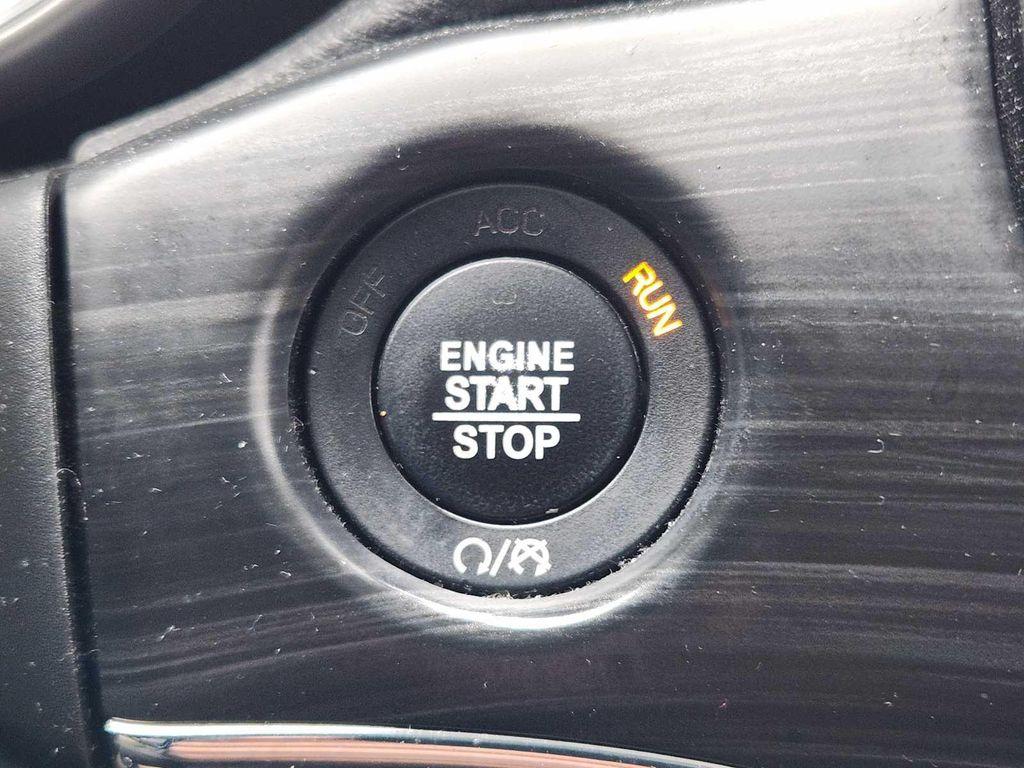 ACC
OFF
RUN
ENGINE
START
STOP